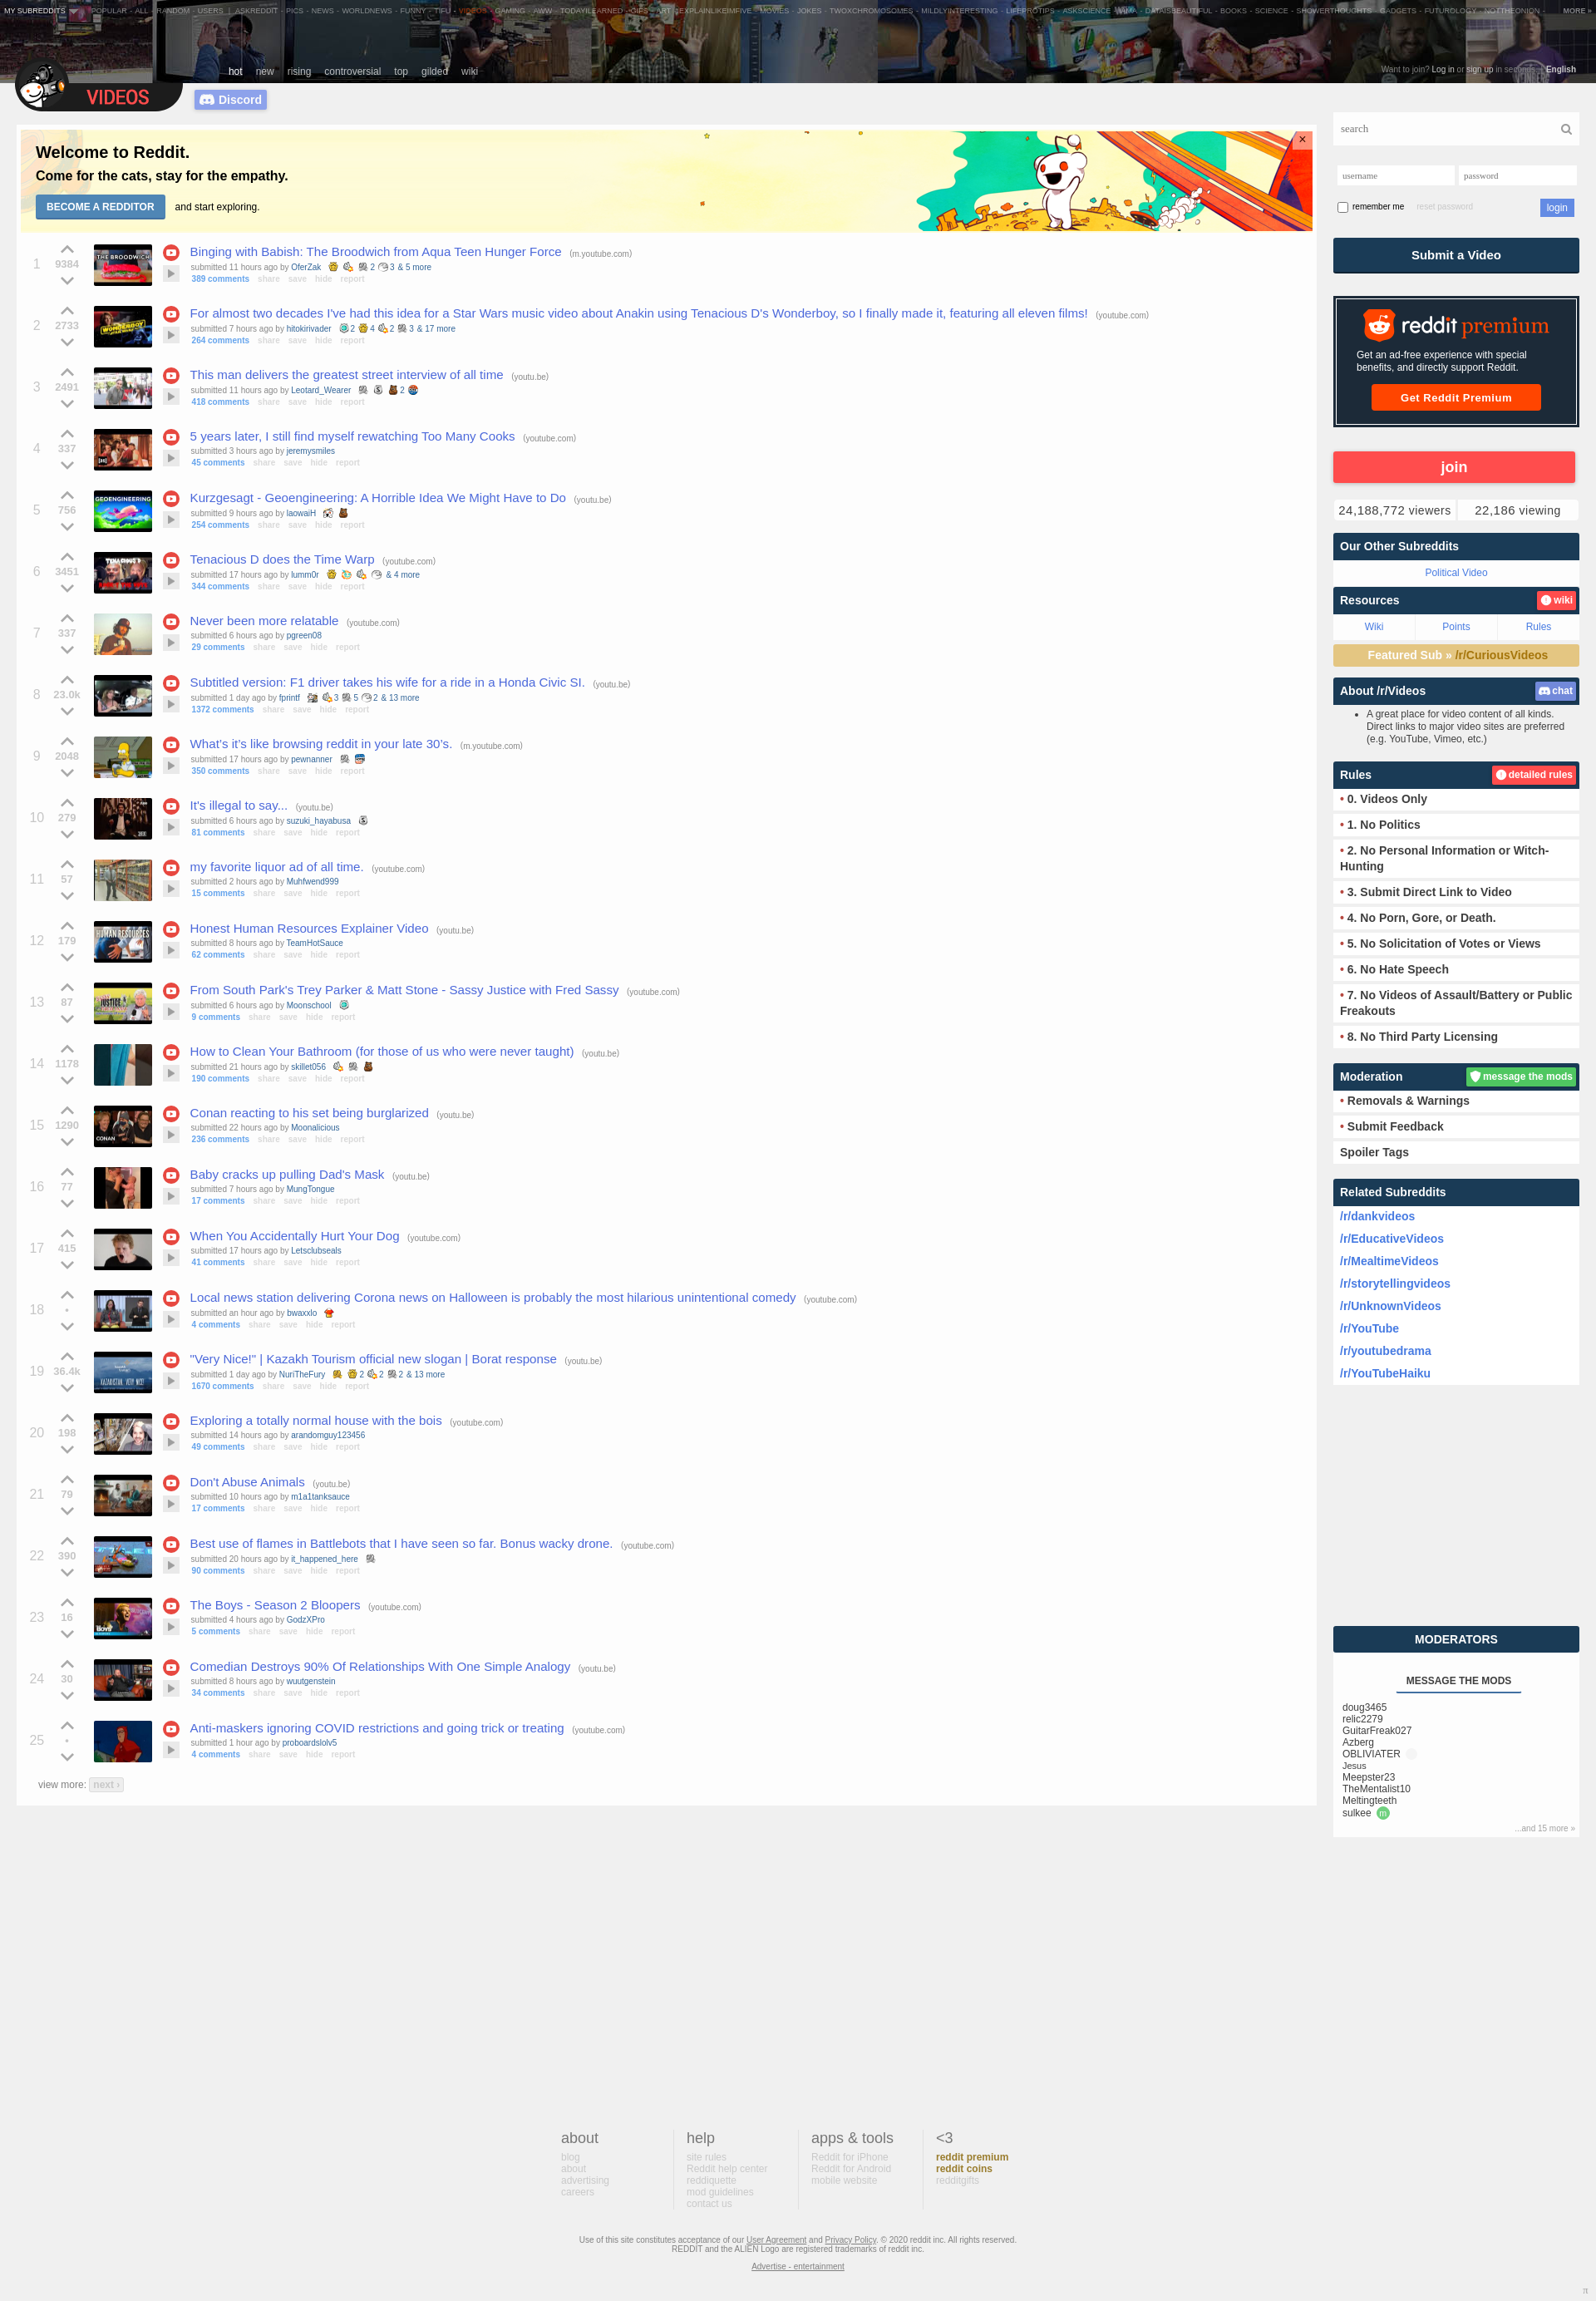 MY SUBREDDITS POPULAR - ALL - RANDOM - USERS | ASKREDDIT - PICS - NEWS - WORLDNEWS - FUNNY - TIFU - VIDEOS - GAMING - AWW - TODAYILEARNED - GIFS - ART - EXPLAINLIKEIMFIVE - MOVIES - JOKES - TWOXCHROMOSOMES - MILDLYINTERESTING - LIFEPROTIPS - ASKSCIENCE - IAMA - DATAISBEAUTIFUL - BOOKS - SCIENCE - SHOWERTHOUGHTS - GADGETS - FUTUROLOGY - NOTTHEONION - MORE »
hot new rising controversial top gilded wiki
Want to join? Log in or sign up in seconds. | English
VIDEOS
Discord
Welcome to Reddit.
Come for the cats, stay for the empathy.
BECOME A REDDITOR and start exploring.
×
1 9384 THE BROODWICH
Binging with Babish: The Broodwich from Aqua Teen Hunger Force (m.youtube.com)
submitted 11 hours ago by OferZak 2 3 & 5 more
389 comments share save hide report
2 2733 WONDERBOY
For almost two decades I've had this idea for a Star Wars music video about Anakin using Tenacious D's Wonderboy, so I finally made it, featuring all eleven films! (youtube.com)
submitted 7 hours ago by hitokirivader 2 4 2 3 & 17 more
264 comments share save hide report
3 2491
This man delivers the greatest street interview of all time (youtu.be)
submitted 11 hours ago by Leotard_Wearer 2
418 comments share save hide report
4 337
5 years later, I still find myself rewatching Too Many Cooks (youtube.com)
submitted 3 hours ago by jeremysmiles
45 comments share save hide report
5 756 GEOENGINEERING
Kurzgesagt - Geoengineering: A Horrible Idea We Might Have to Do (youtu.be)
submitted 9 hours ago by laowaiH
254 comments share save hide report
6 3451 TENACIOUS D
Tenacious D does the Time Warp (youtube.com)
submitted 17 hours ago by lumm0r & 4 more
344 comments share save hide report
7 337
Never been more relatable (youtube.com)
submitted 6 hours ago by pgreen08
29 comments share save hide report
8 23.0k
Subtitled version: F1 driver takes his wife for a ride in a Honda Civic SI. (youtu.be)
submitted 1 day ago by fprintf 3 5 2 & 13 more
1372 comments share save hide report
9 2048
What's it's like browsing reddit in your late 30's. (m.youtube.com)
submitted 17 hours ago by pewnanner
350 comments share save hide report
10 279
It's illegal to say... (youtu.be)
submitted 6 hours ago by suzuki_hayabusa
81 comments share save hide report
11 57
my favorite liquor ad of all time. (youtube.com)
submitted 2 hours ago by Muhfwend999
15 comments share save hide report
12 179 HUMAN RESOURCES
Honest Human Resources Explainer Video (youtu.be)
submitted 8 hours ago by TeamHotSauce
62 comments share save hide report
13 87 JUSTICE
From South Park's Trey Parker & Matt Stone - Sassy Justice with Fred Sassy (youtube.com)
submitted 6 hours ago by Moonschool
9 comments share save hide report
14 1178
How to Clean Your Bathroom (for those of us who were never taught) (youtu.be)
submitted 21 hours ago by skillet056
190 comments share save hide report
15 1290 CONAN
Conan reacting to his set being burglarized (youtu.be)
submitted 22 hours ago by Moonalicious
236 comments share save hide report
16 77
Baby cracks up pulling Dad's Mask (youtu.be)
submitted 7 hours ago by MungTongue
17 comments share save hide report
17 415
When You Accidentally Hurt Your Dog (youtube.com)
submitted 17 hours ago by Letsclubseals
41 comments share save hide report
18 •
Local news station delivering Corona news on Halloween is probably the most hilarious unintentional comedy (youtube.com)
submitted an hour ago by bwaxxlo
4 comments share save hide report
19 36.4k KAZAKHSTAN. VERY NICE!
"Very Nice!" | Kazakh Tourism official new slogan | Borat response (youtu.be)
submitted 1 day ago by NuriTheFury 2 2 2 & 13 more
1670 comments share save hide report
20 198
Exploring a totally normal house with the bois (youtube.com)
submitted 14 hours ago by arandomguy123456
49 comments share save hide report
21 79
Don't Abuse Animals (youtu.be)
submitted 10 hours ago by m1a1tanksauce
17 comments share save hide report
22 390
Best use of flames in Battlebots that I have seen so far. Bonus wacky drone. (youtube.com)
submitted 20 hours ago by it_happened_here
90 comments share save hide report
23 16
The Boys - Season 2 Bloopers (youtube.com)
submitted 4 hours ago by GodzXPro
5 comments share save hide report
24 30
Comedian Destroys 90% Of Relationships With One Simple Analogy (youtu.be)
submitted 8 hours ago by wuutgenstein
34 comments share save hide report
25 •
Anti-maskers ignoring COVID restrictions and going trick or treating (youtube.com)
submitted 1 hour ago by proboardslolv5
4 comments share save hide report
view more: next ›
search
username password
remember me reset password login
Submit a Video
reddit premium
Get an ad-free experience with special
benefits, and directly support Reddit.
Get Reddit Premium
join
24,188,772 viewers 22,186 viewing
Our Other Subreddits
Political Video
Resources wiki
Wiki Points Rules
Featured Sub » /r/CuriousVideos
About /r/Videos chat
• A great place for video content of all kinds.
Direct links to major video sites are preferred
(e.g. YouTube, Vimeo, etc.)
Rules detailed rules
• 0. Videos Only
• 1. No Politics
• 2. No Personal Information or Witch-
Hunting
• 3. Submit Direct Link to Video
• 4. No Porn, Gore, or Death.
• 5. No Solicitation of Votes or Views
• 6. No Hate Speech
• 7. No Videos of Assault/Battery or Public
Freakouts
• 8. No Third Party Licensing
Moderation message the mods
• Removals & Warnings
• Submit Feedback
Spoiler Tags
Related Subreddits
/r/dankvideos
/r/EducativeVideos
/r/MealtimeVideos
/r/storytellingvideos
/r/UnknownVideos
/r/YouTube
/r/youtubedrama
/r/YouTubeHaiku
MODERATORS
MESSAGE THE MODS
doug3465
relic2279
GuitarFreak027
Azberg
OBLIVIATER
Jesus
Meepster23
TheMentalist10
Meltingteeth
sulkee m
...and 15 more »
about
blog
about
advertising
careers
help
site rules
Reddit help center
reddiquette
mod guidelines
contact us
apps & tools
Reddit for iPhone
Reddit for Android
mobile website
<3
reddit premium
reddit coins
redditgifts
Use of this site constitutes acceptance of our User Agreement and Privacy Policy. © 2020 reddit inc. All rights reserved.
REDDIT and the ALIEN Logo are registered trademarks of reddit inc.
Advertise - entertainment
π